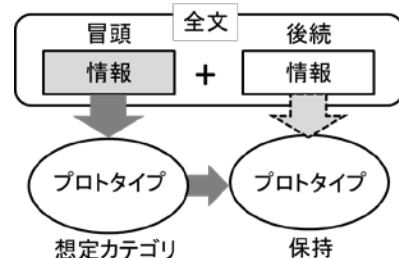 全文
冒頭 後続
情報 + 情報
プロトタイプ プロトタイプ
想定カテゴリ 保持